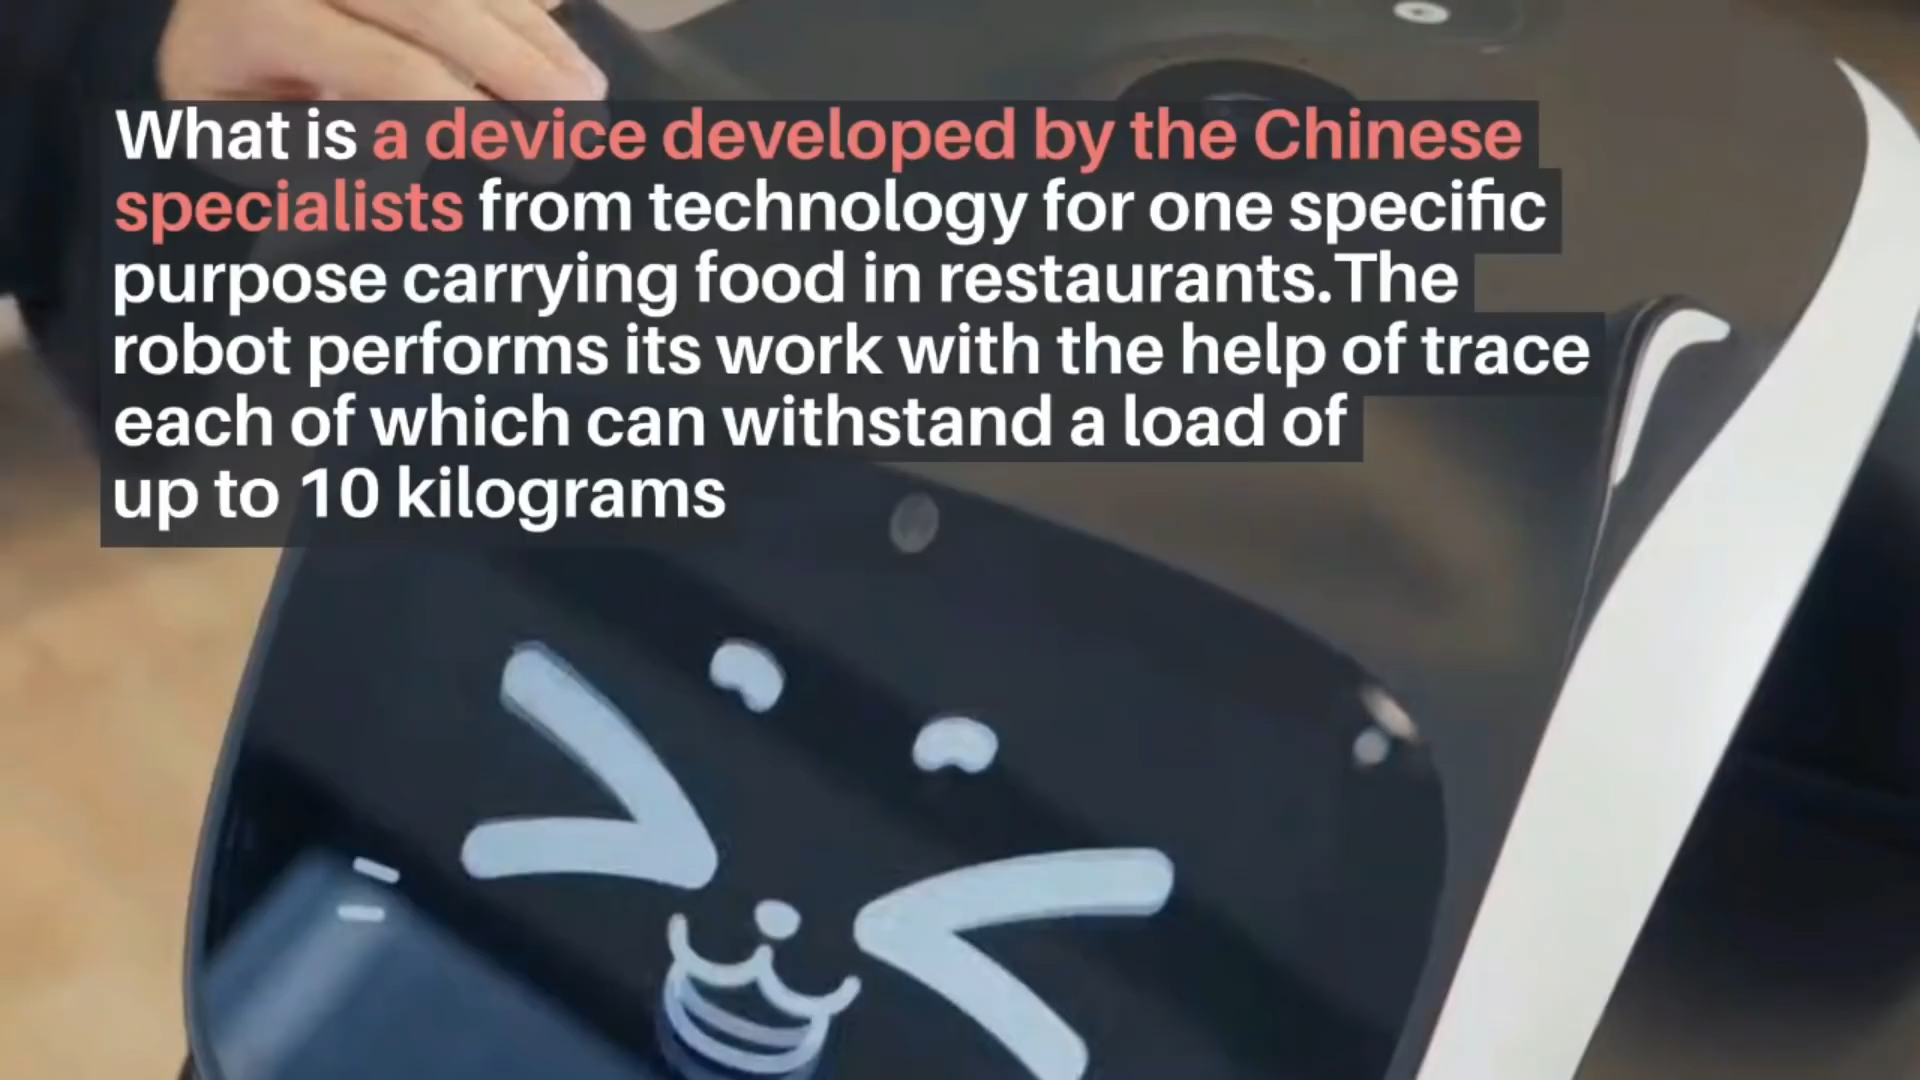 What is a device developed by the Chinese
specialists from technology for one specific
purpose carrying food in restaurants.The
robot performs its work with the help of trace
each of which can withstand a load of
up to 10 kilograms